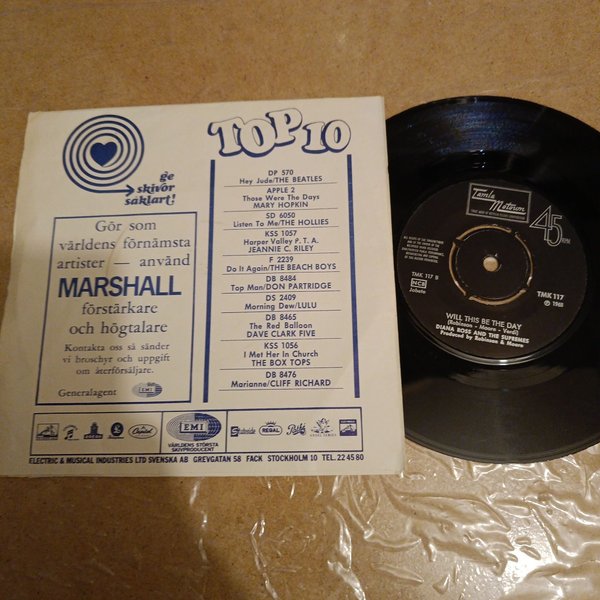 ge
skivor
såklart!
Gör som
världens förnämsta
artister — använd
MARSHALL
förstärkare
och högtalare
Kontakta oss så sänder
vi broschyr och uppgift
om återförsäljare.
Generalagent EMI
TOP 10
DP 570
Hey Jude/THE BEATLES
APPLE 2
Those Were The Days
MARY HOPKIN
SD 6050
Listen To Me/THE HOLLIES
KSS 1057
Harper Valley P. T. A.
JEANNIE C. RILEY
F 2239
Do It Again/THE BEACH BOYS
DB 8484
Top Man/DON PARTRIDGE
DS 2409
Morning Dew/LULU
DB 8465
The Red Balloon
DAVE CLARK FIVE
KSS 1056
I Met Her In Church
THE BOX TOPS
DB 8476
Marianne/CLIFF RICHARD
Capitol
EMI
VÄRLDENS STÖRSTA
SKIVPRODUCENT
Stateside
REGAL
ELECTRIC & MUSICAL INDUSTRIES LTD SVENSKA AB GREVGATAN 58 FACK STOCKHOLM 10 TEL. 22 45 80
Tamla
Motown
45 RPM
TMK 117 B
NCB
Jobete
TMK 117
℗ 1968
WILL THIS BE THE DAY
(Robinson - Moore - Verdi)
DIANA ROSS AND THE SUPREMES
Produced by Robinson & Moore